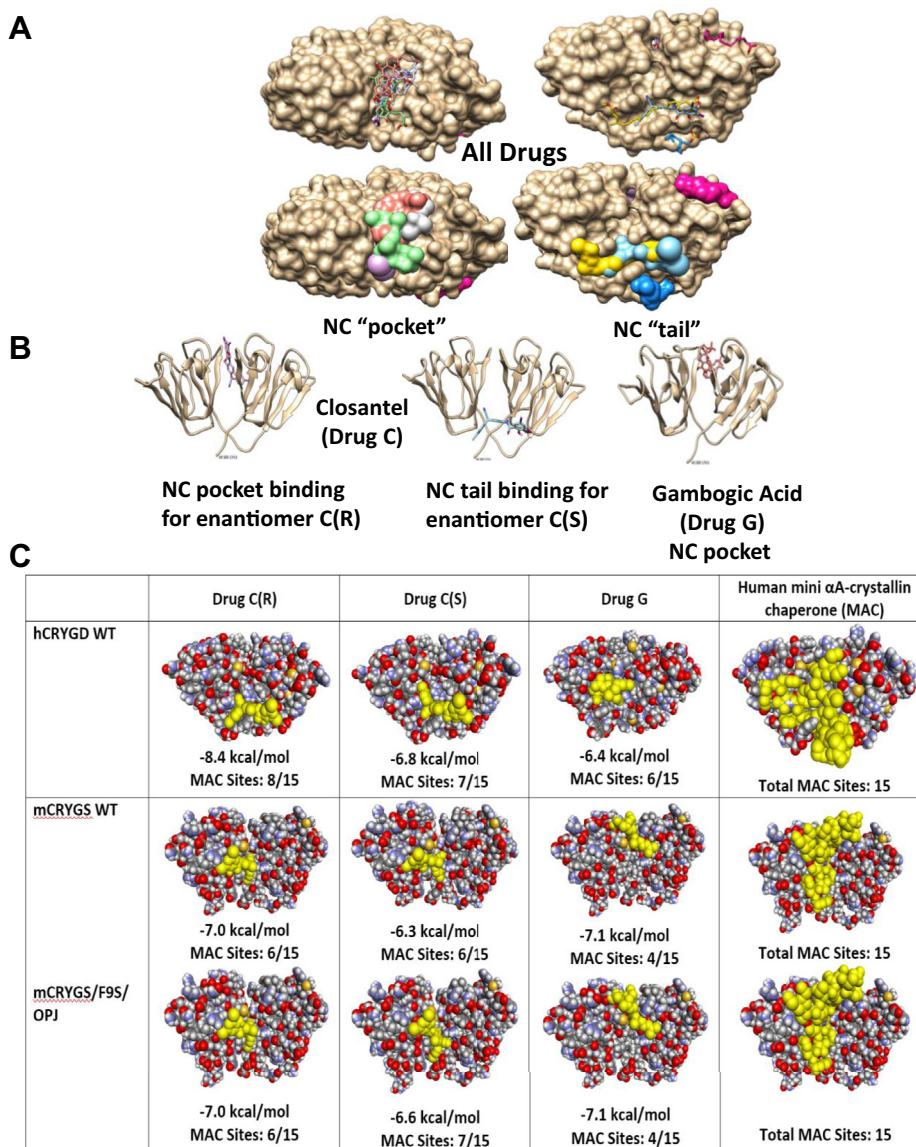 A
All Drugs
NC “pocket”
NC “tail”
B
Closantel
(Drug C)
NC pocket binding
for enantiomer C(R)
NC tail binding for
enantiomer C(S)
Gambogic Acid
(Drug G)
NC pocket
C
Drug C(R)
Drug C(S)
Drug G
Human mini αA-crystallin
chaperone (MAC)
hCRYGD WT
-8.4 kcal/mol
MAC Sites: 8/15
-6.8 kcal/mol
MAC Sites: 7/15
-6.4 kcal/mol
MAC Sites: 6/15
Total MAC Sites: 15
mCRYGS WT
-7.0 kcal/mol
MAC Sites: 6/15
-6.3 kcal/mol
MAC Sites: 6/15
-7.1 kcal/mol
MAC Sites: 4/15
Total MAC Sites: 15
mCRYGS/F9S/
OPJ
-7.0 kcal/mol
MAC Sites: 6/15
-6.6 kcal/mol
MAC Sites: 7/15
-7.1 kcal/mol
MAC Sites: 4/15
Total MAC Sites: 15